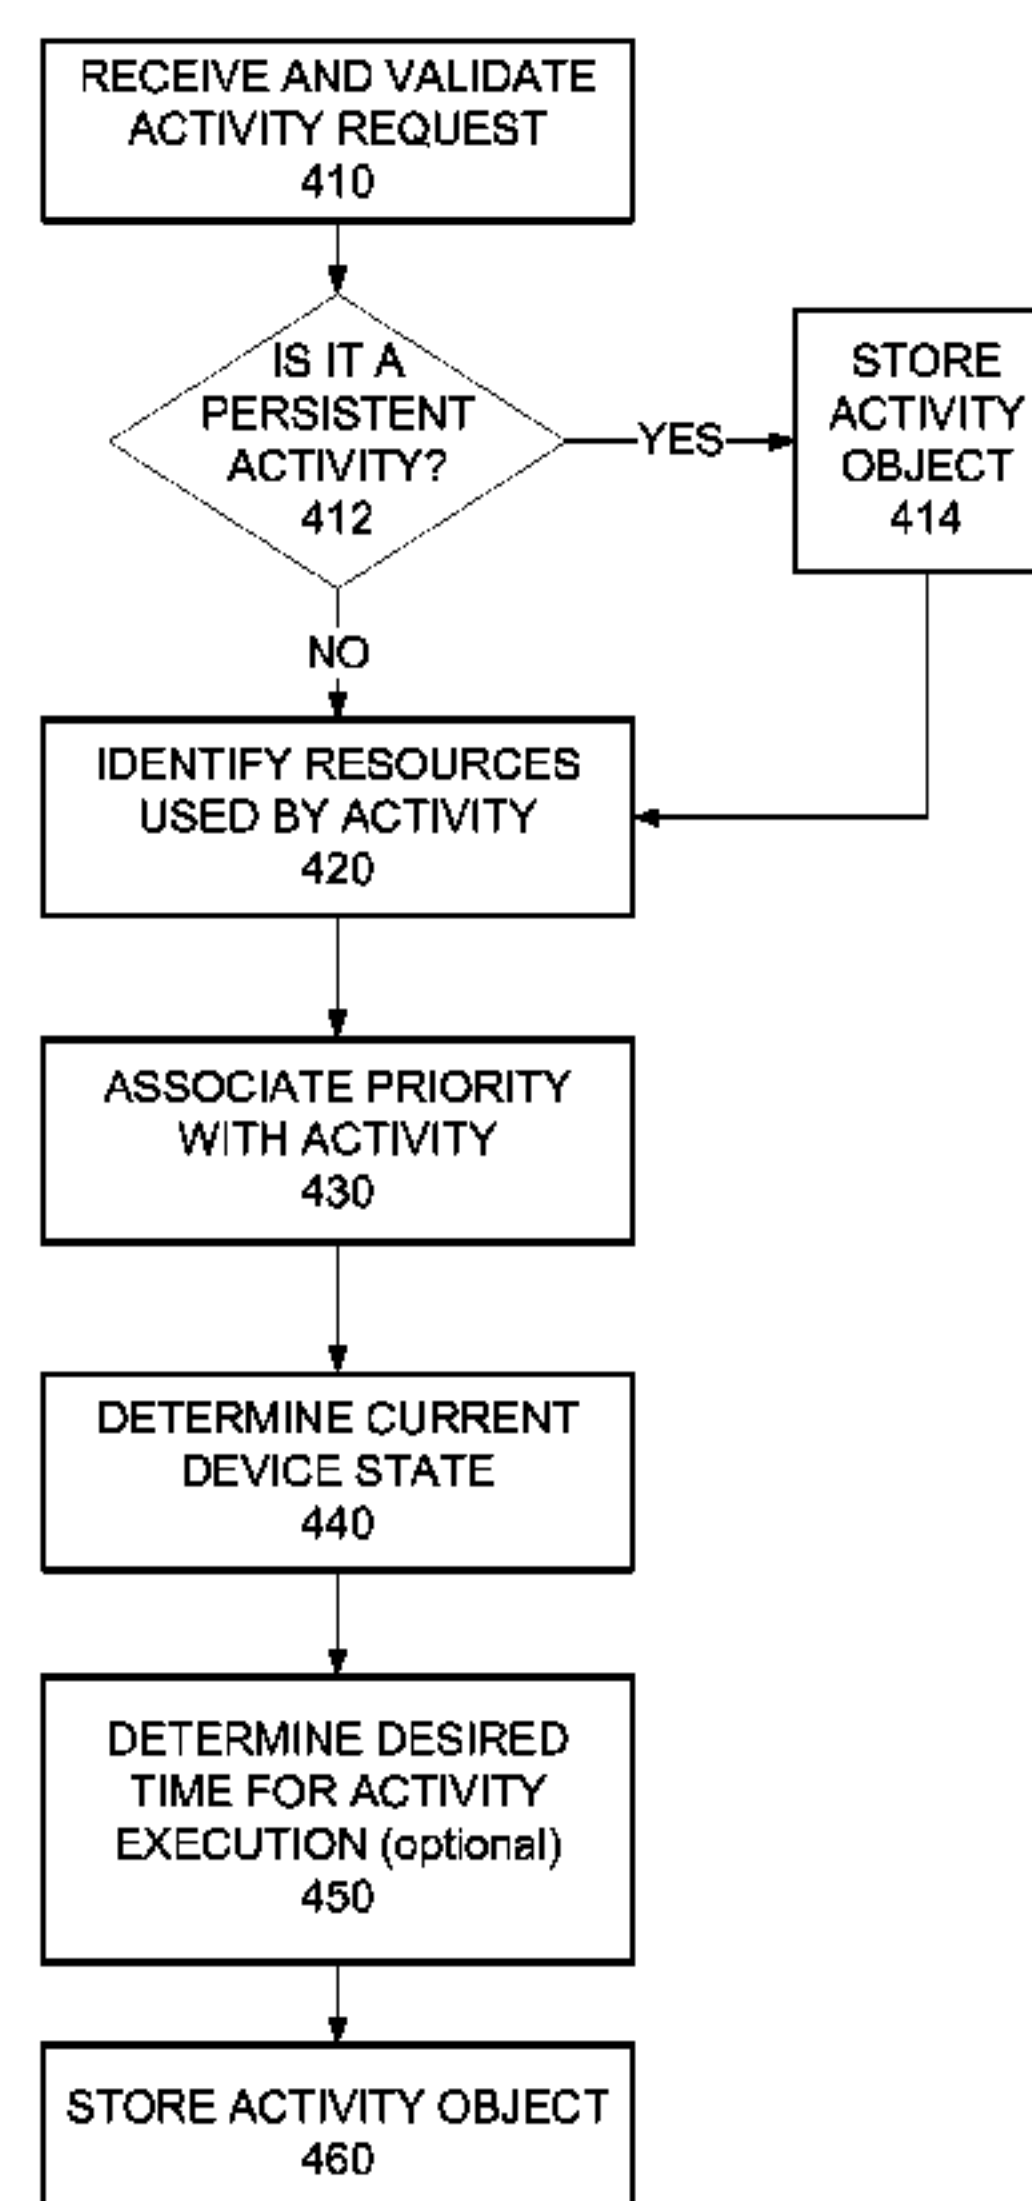 RECEIVE AND VALIDATE
ACTIVITY REQUEST
410
IS IT A
PERSISTENT
ACTIVITY?
412
YES
STORE
ACTIVITY
OBJECT
414
NO
IDENTIFY RESOURCES
USED BY ACTIVITY
420
ASSOCIATE PRIORITY
WITH ACTIVITY
430
DETERMINE CURRENT
DEVICE STATE
440
DETERMINE DESIRED
TIME FOR ACTIVITY
EXECUTION (optional)
450
STORE ACTIVITY OBJECT
460